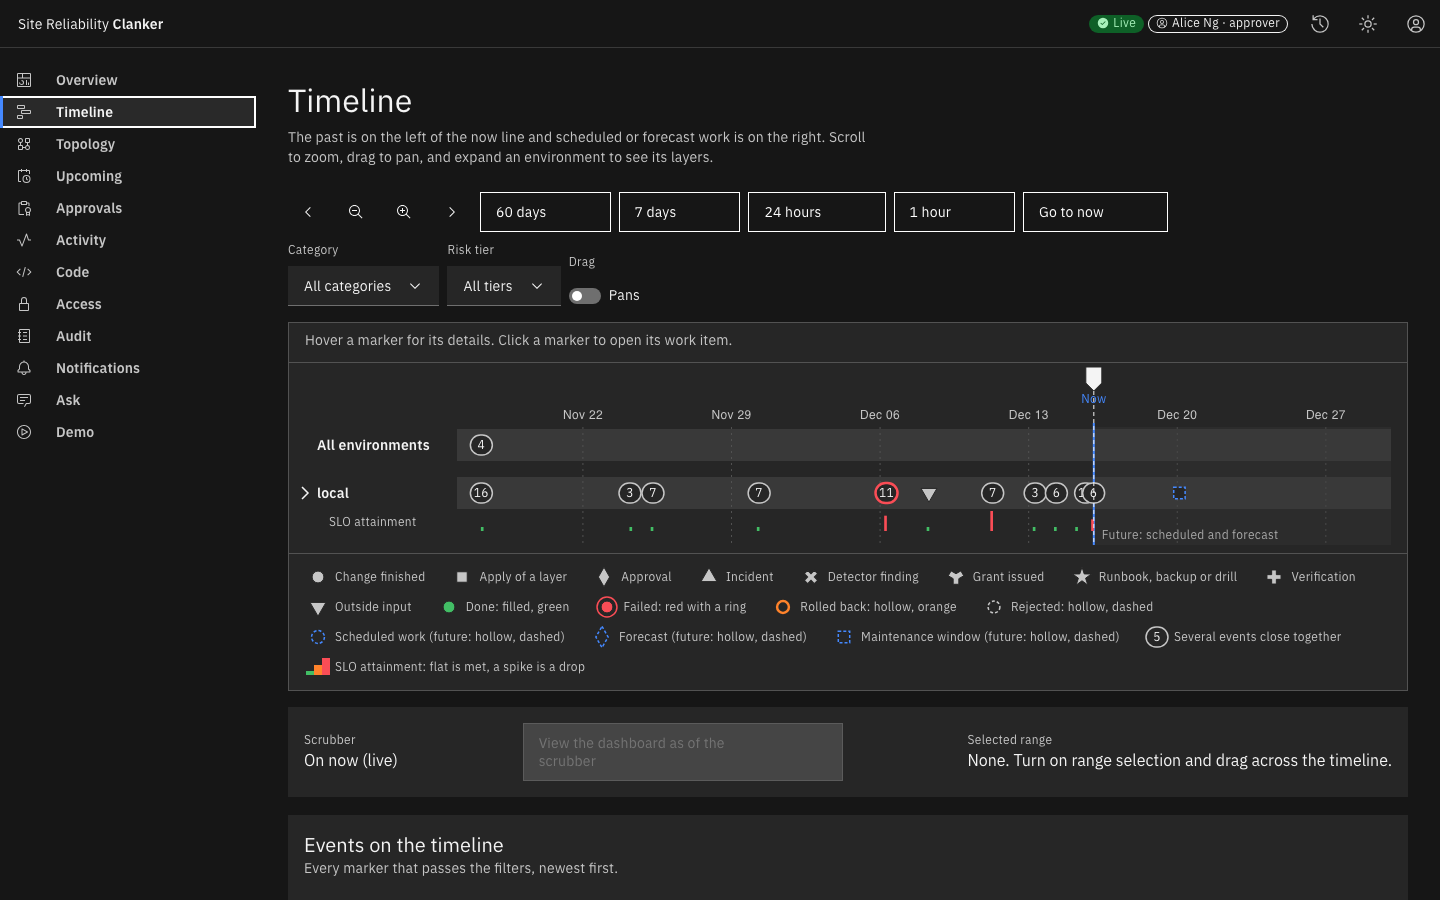 Site Reliability Clanker
Live
Alice Ng · approver
Overview
Timeline
Topology
Upcoming
Approvals
Activity
Code
Access
Audit
Notifications
Ask
Demo
Timeline
The past is on the left of the now line and scheduled or forecast work is on the right. Scroll
to zoom, drag to pan, and expand an environment to see its layers.
60 days
7 days
24 hours
1 hour
Go to now
Category
Risk tier
Drag
All categories
All tiers
Pans
Hover a marker for its details. Click a marker to open its work item.
Now
Nov 22
Nov 29
Dec 06
Dec 13
Dec 20
Dec 27
All environments
4
local
16
3
7
7
11
7
3
6
6
SLO attainment
Future: scheduled and forecast
Change finished
Apply of a layer
Approval
Incident
Detector finding
Grant issued
Runbook, backup or drill
Verification
Outside input
Done: filled, green
Failed: red with a ring
Rolled back: hollow, orange
Rejected: hollow, dashed
Scheduled work (future: hollow, dashed)
Forecast (future: hollow, dashed)
Maintenance window (future: hollow, dashed)
5 Several events close together
SLO attainment: flat is met, a spike is a drop
Scrubber
On now (live)
View the dashboard as of the
scrubber
Selected range
None. Turn on range selection and drag across the timeline.
Events on the timeline
Every marker that passes the filters, newest first.